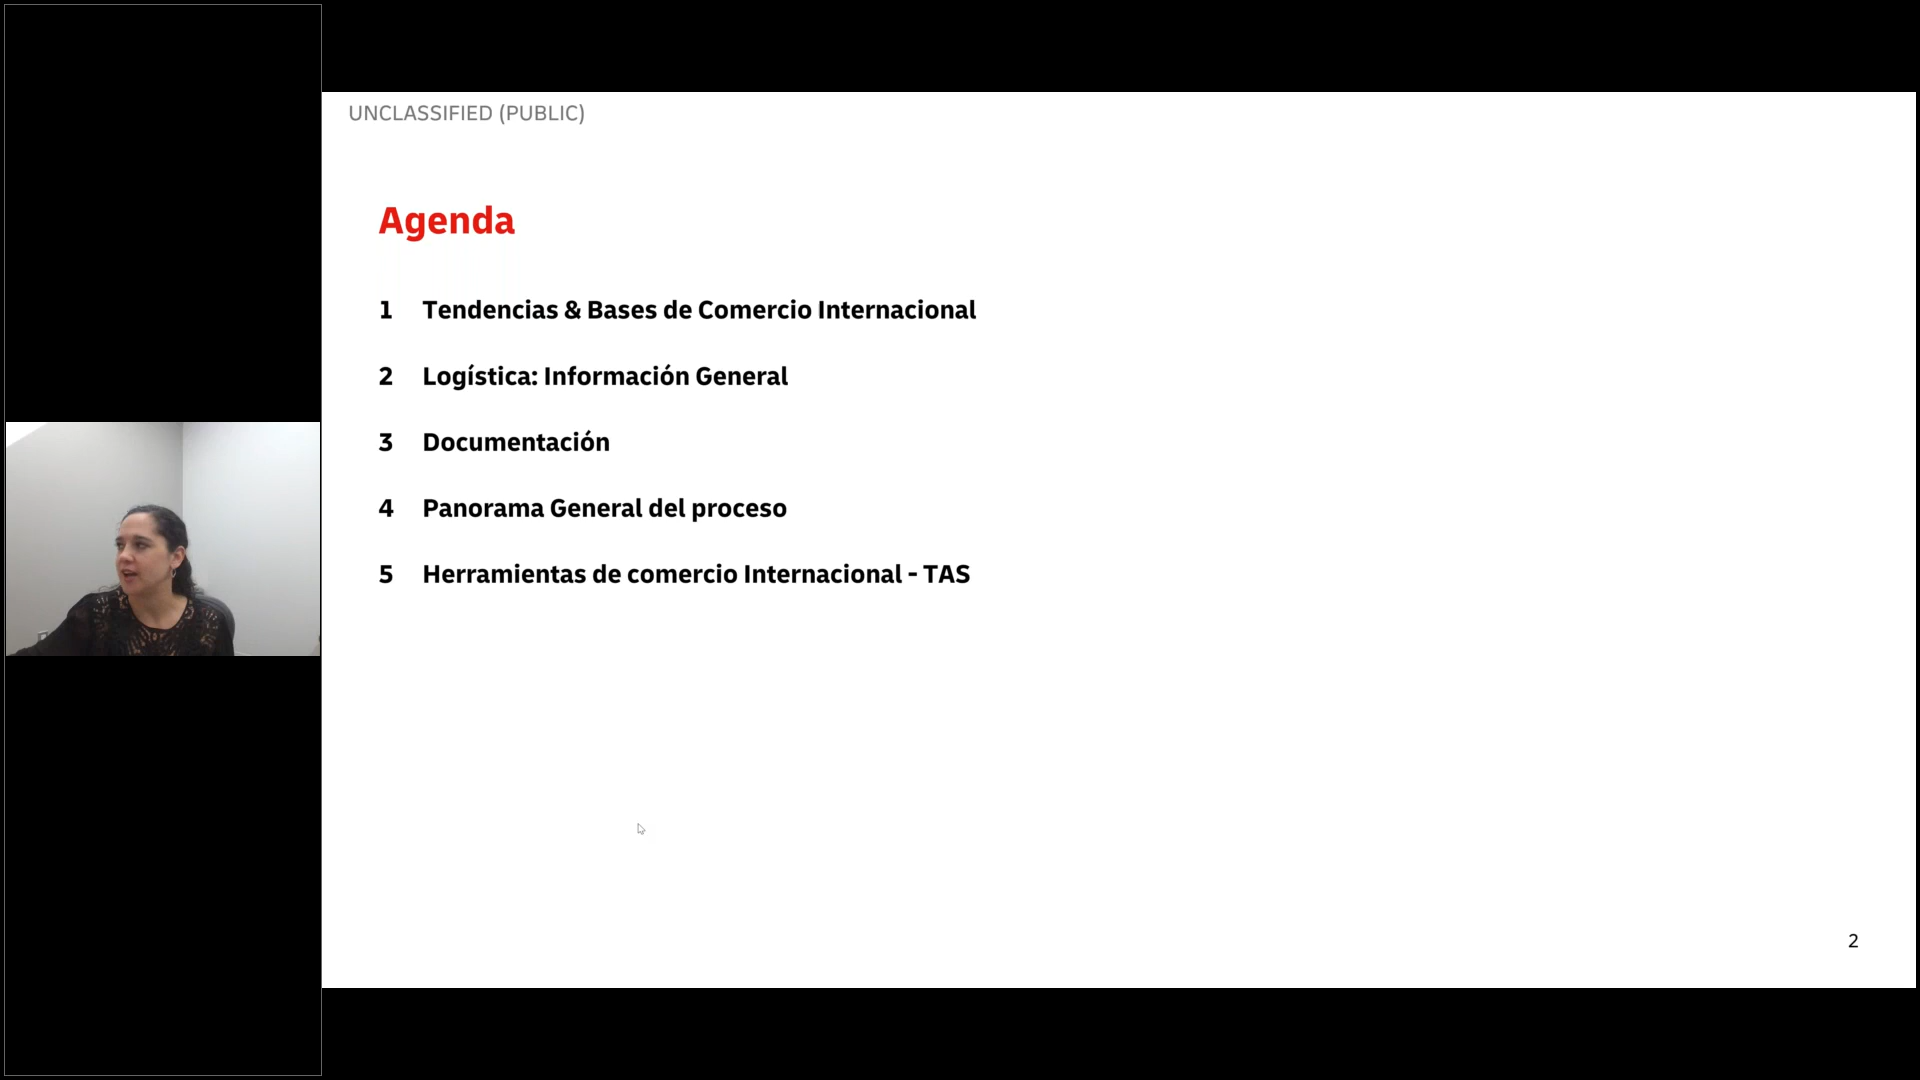 UNCLASSIFIED (PUBLIC)
Agenda
1 Tendencias & Bases de Comercio Internacional
2 Logística: Información General
3 Documentación
4 Panorama General del proceso
5 Herramientas de comercio Internacional - TAS
2